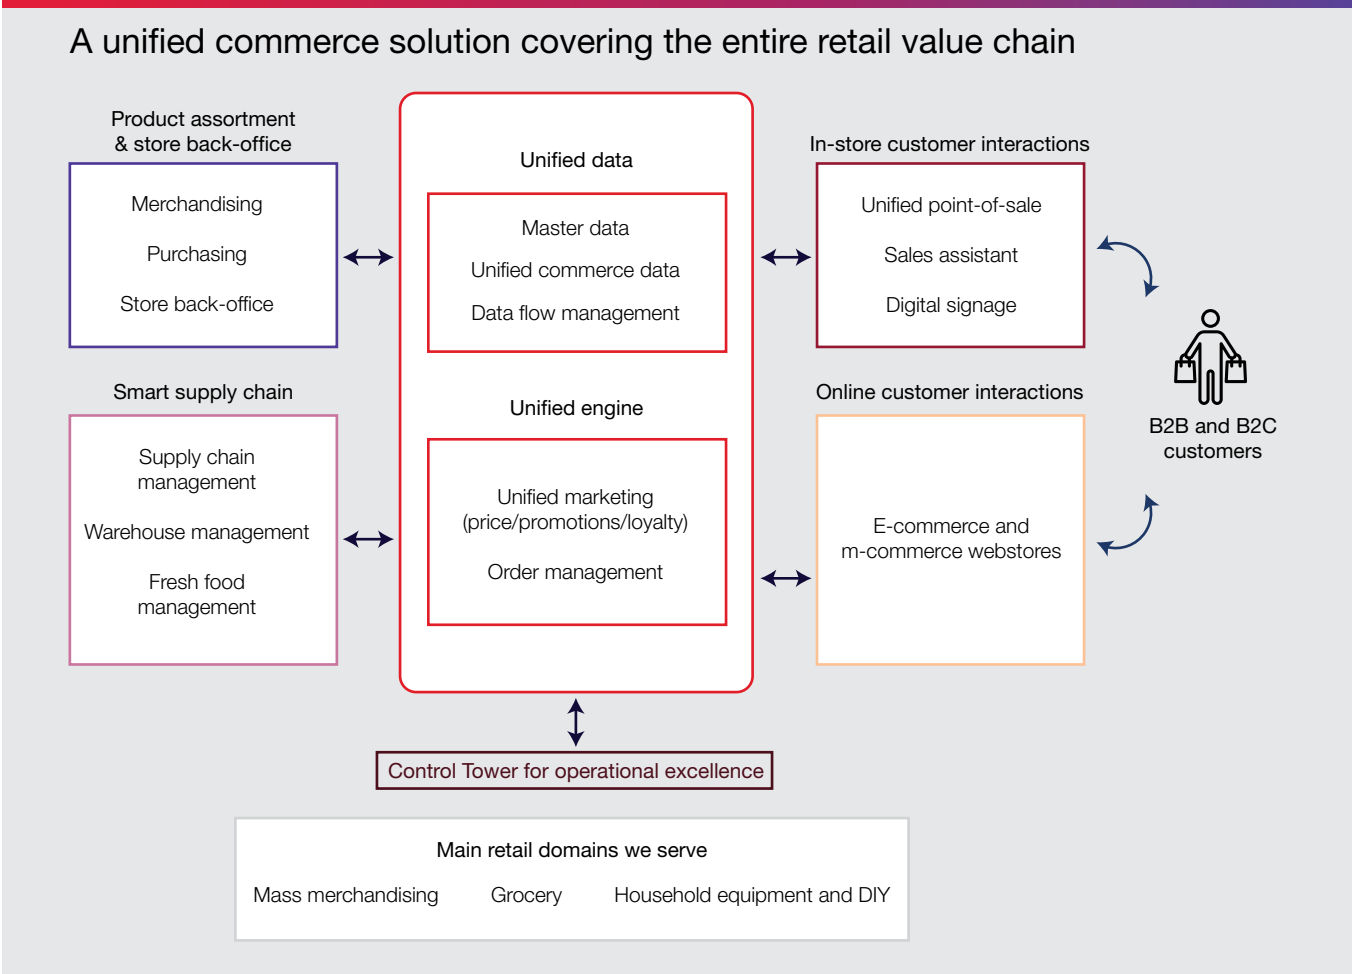 A unified commerce solution covering the entire retail value chain
Product assortment
& store back-office
Merchandising
Purchasing
Store back-office
Smart supply chain
Supply chain
management
Warehouse management
Fresh food
management
Unified data
Master data
Unified commerce data
Data flow management
Unified engine
Unified marketing
(price/promotions/loyalty)
Order management
In-store customer interactions
Unified point-of-sale
Sales assistant
Digital signage
Online customer interactions
E-commerce and
m-commerce webstores
B2B and B2C
customers
Control Tower for operational excellence
Main retail domains we serve
Mass merchandising Grocery Household equipment and DIY